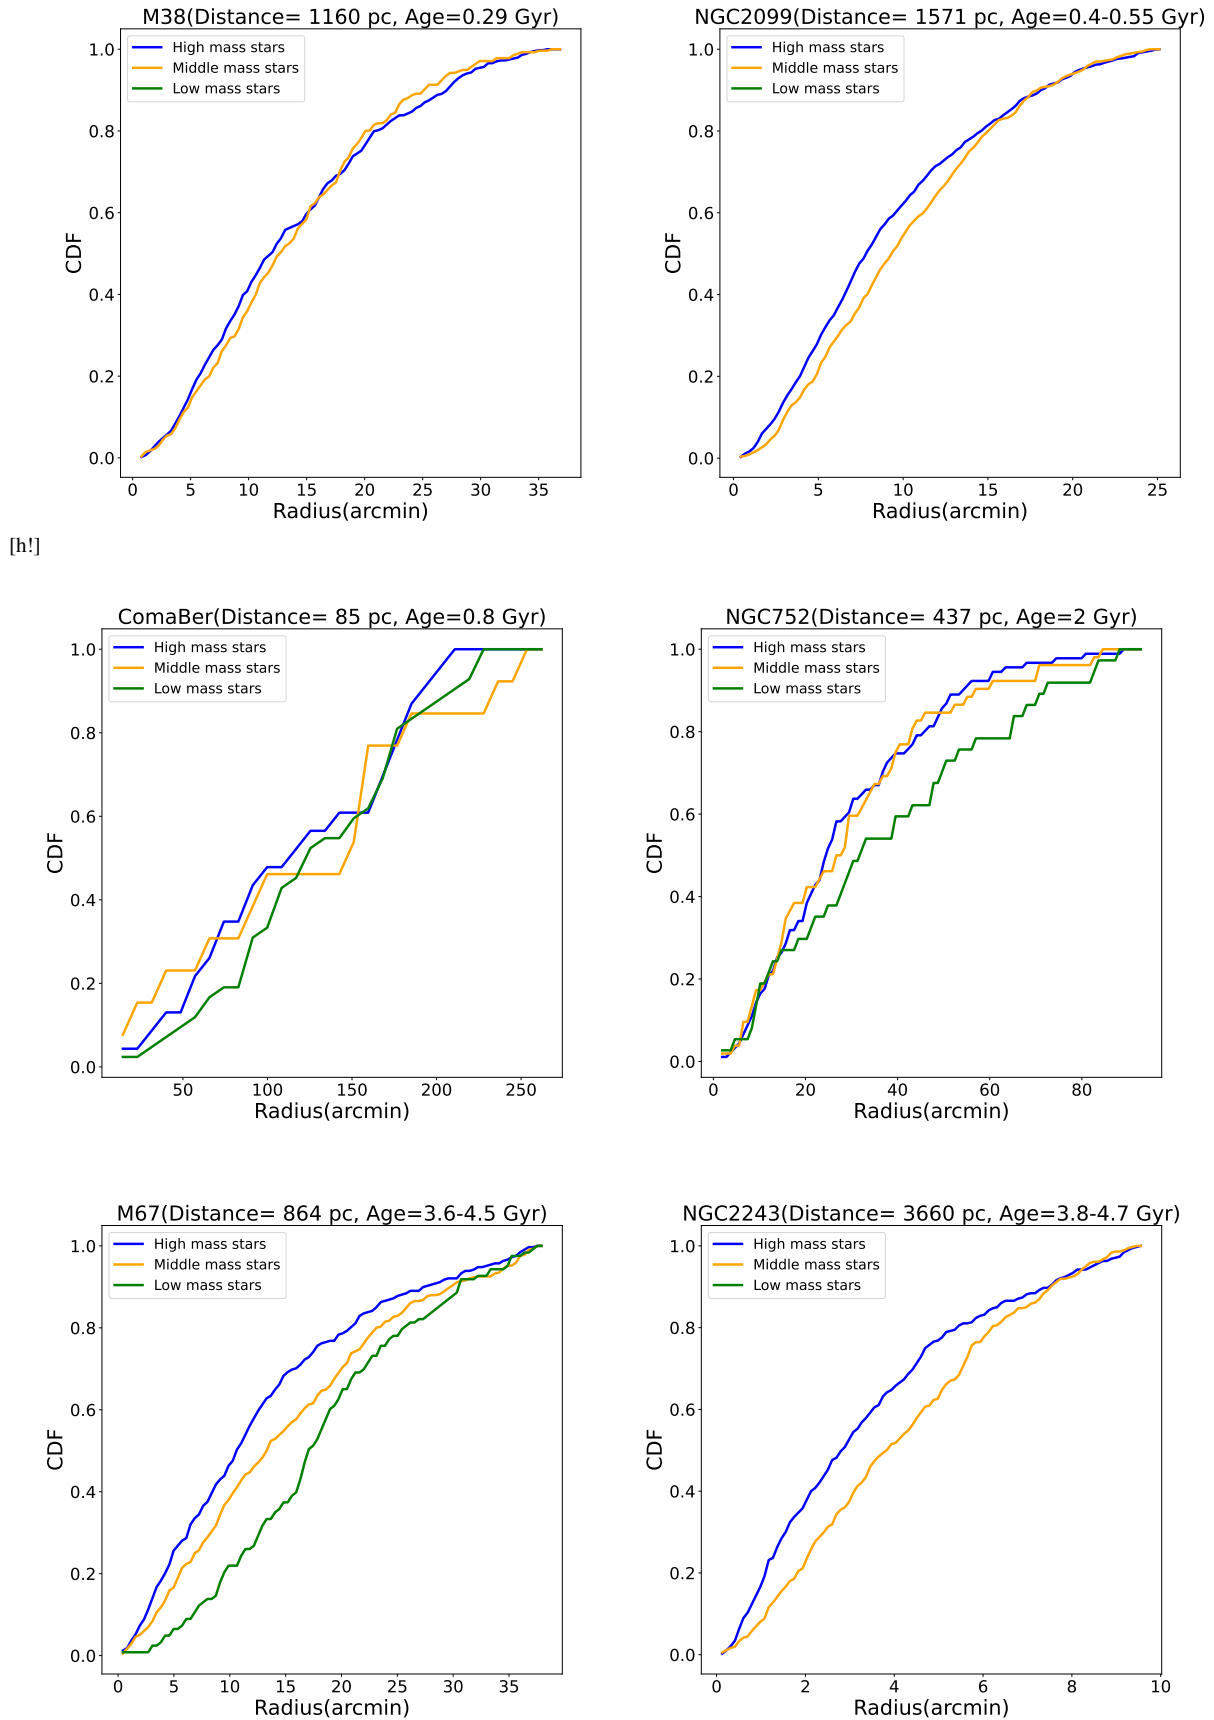 M38(Distance= 1160 pc, Age=0.29 Gyr)
1.0
0.8
0.6
0.4
0.2
0.0
CDF
High mass stars
Middle mass stars
Low mass stars
0 5 10 15 20 25 30 35
Radius(arcmin)
NGC2099(Distance= 1571 pc, Age=0.4-0.55 Gyr)
1.0
0.8
0.6
0.4
0.2
0.0
CDF
High mass stars
Middle mass stars
Low mass stars
0 5 10 15 20 25
Radius(arcmin)
[h!]
ComaBer(Distance= 85 pc, Age=0.8 Gyr)
1.0
0.8
0.6
0.4
0.2
0.0
CDF
High mass stars
Middle mass stars
Low mass stars
50 100 150 200 250
Radius(arcmin)
NGC752(Distance= 437 pc, Age=2 Gyr)
1.0
0.8
0.6
0.4
0.2
0.0
CDF
High mass stars
Middle mass stars
Low mass stars
0 20 40 60 80
Radius(arcmin)
M67(Distance= 864 pc, Age=3.6-4.5 Gyr)
1.0
0.8
0.6
0.4
0.2
0.0
CDF
High mass stars
Middle mass stars
Low mass stars
0 5 10 15 20 25 30 35
Radius(arcmin)
NGC2243(Distance= 3660 pc, Age=3.8-4.7 Gyr)
1.0
0.8
0.6
0.4
0.2
0.0
CDF
High mass stars
Middle mass stars
Low mass stars
0 2 4 6 8 10
Radius(arcmin)